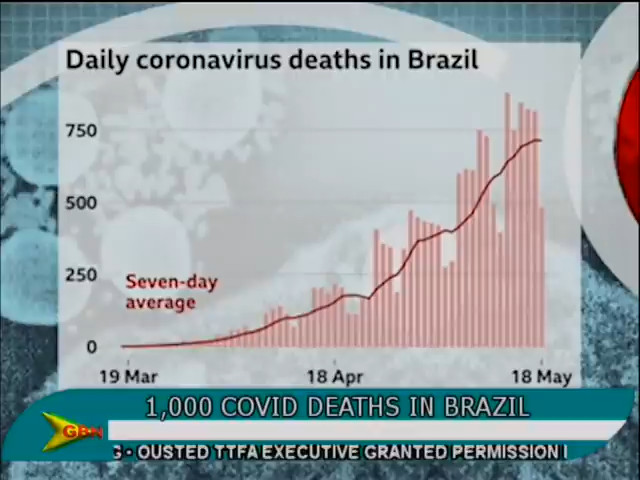 Daily coronavirus deaths in Brazil
750
500
250
0
Seven-day
average
19 Mar 18 Apr 18 May
1,000 COVID DEATHS IN BRAZIL
GBN
OUSTED TTFA EXECUTIVE GRANTED PERMISSION